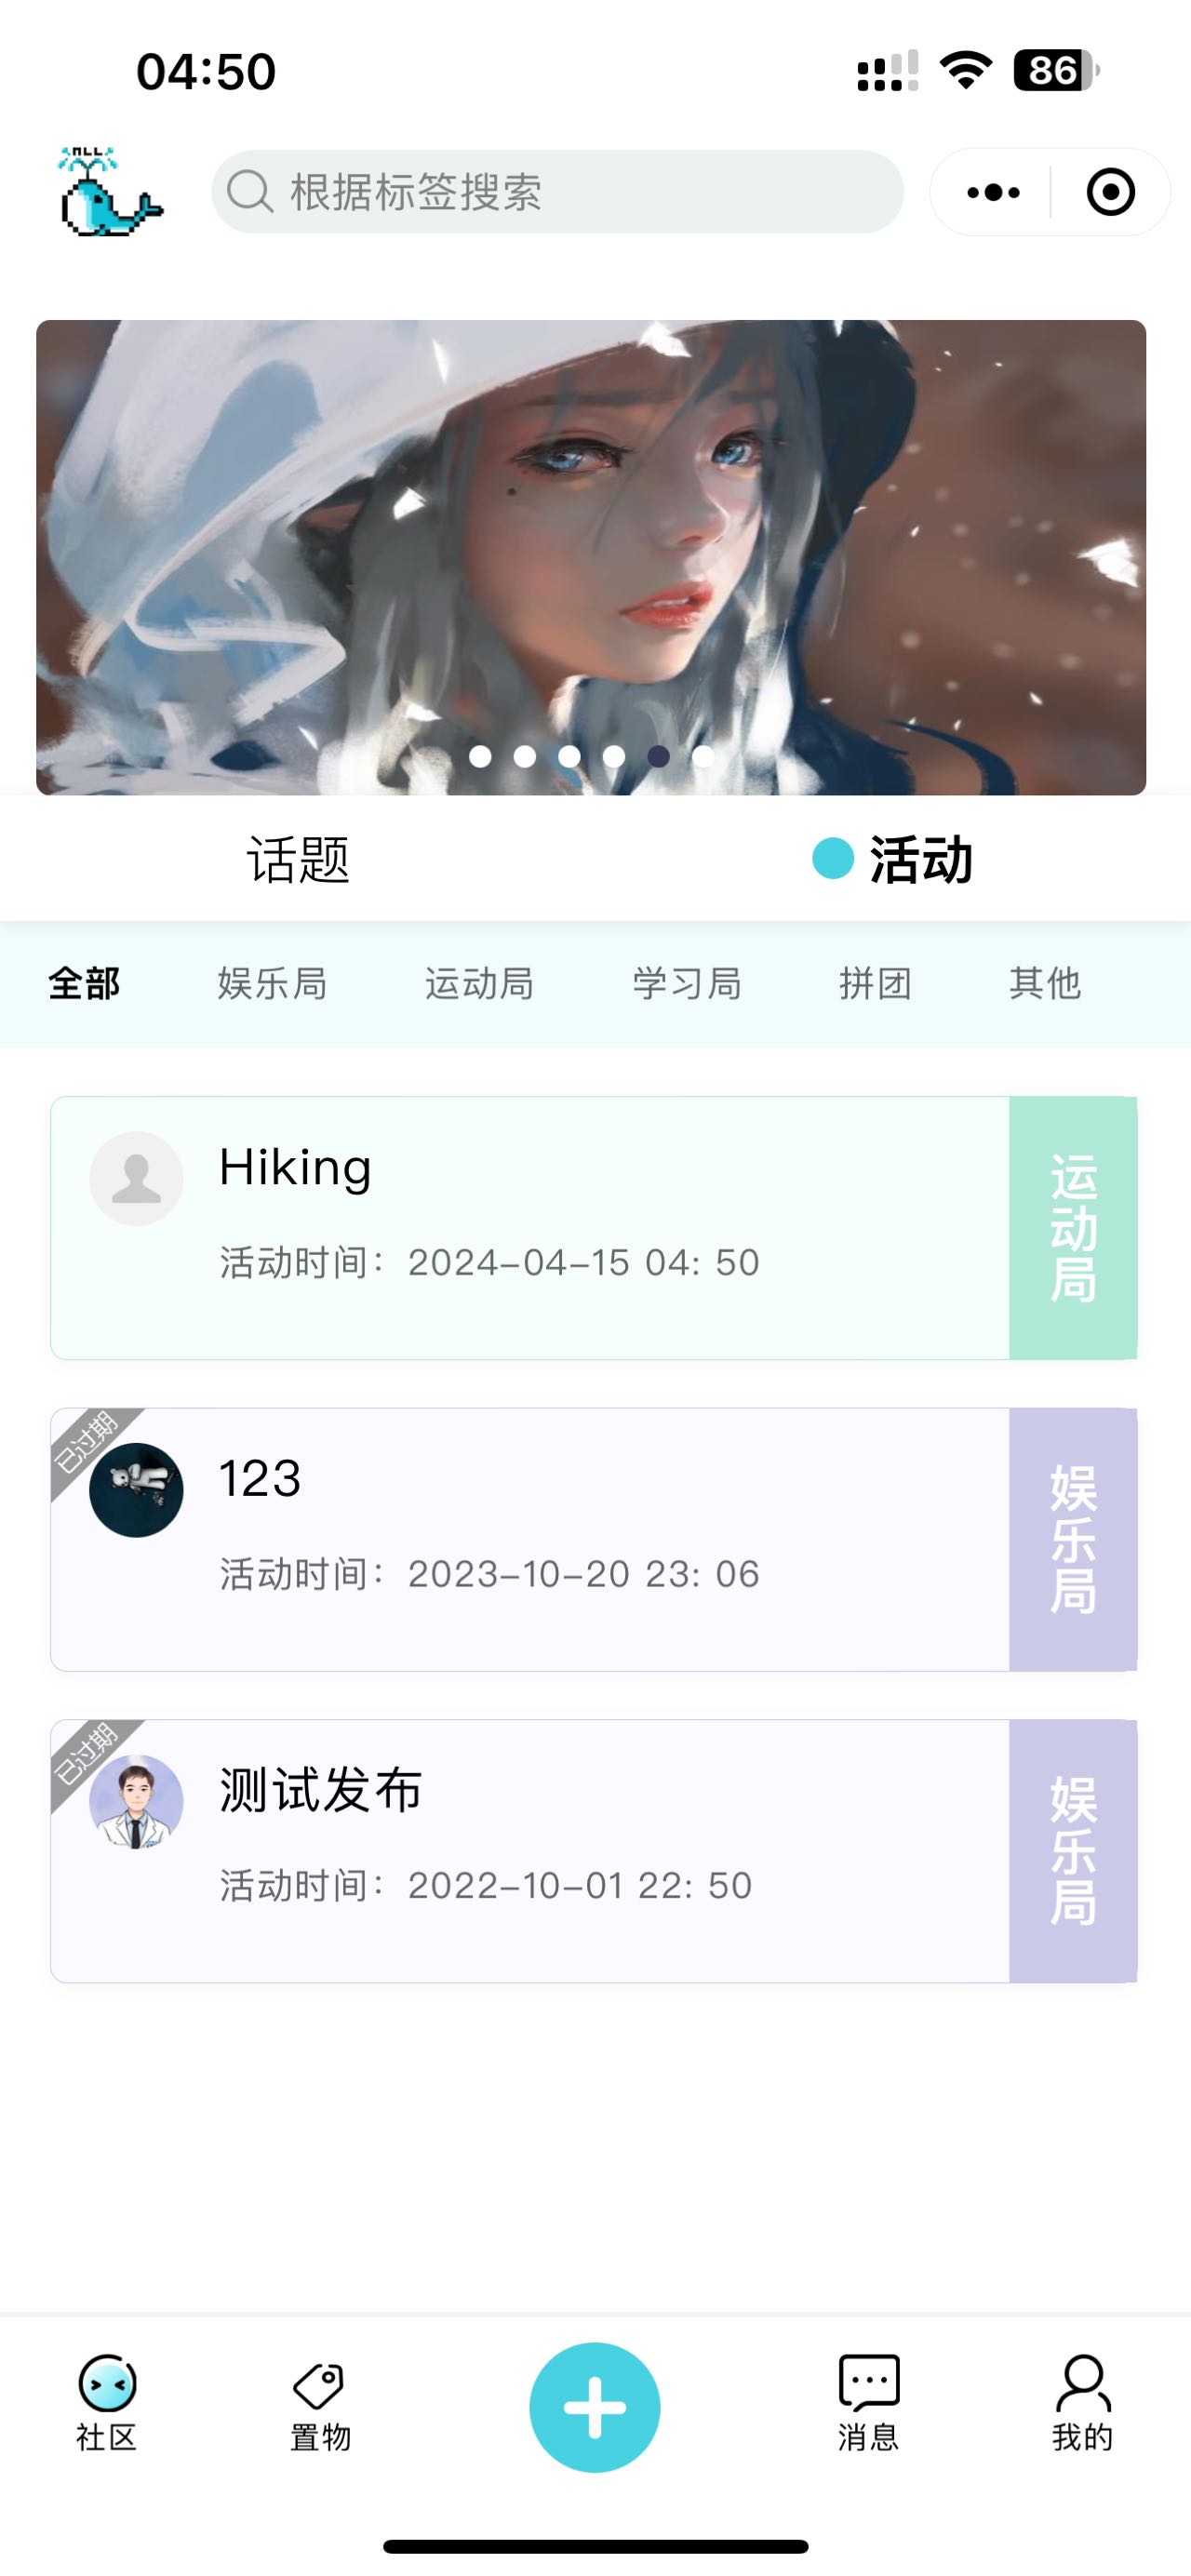 04:50
86
ALL
根据标签搜索
话题
活动
全部
娱乐局
运动局
学习局
拼团
其他
Hiking
活动时间：2024-04-15 04: 50
运动局
已过期
123
活动时间：2023-10-20 23: 06
娱乐局
已过期
测试发布
活动时间：2022-10-01 22: 50
娱乐局
社区
置物
消息
我的